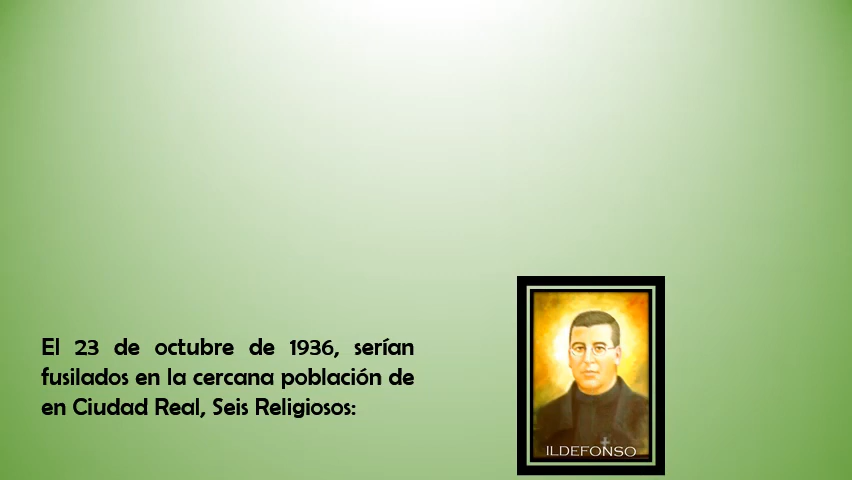 El 23 de octubre de 1936, serían
fusilados en la cercana población de
en Ciudad Real, Seis Religiosos:
ILDEFONSO